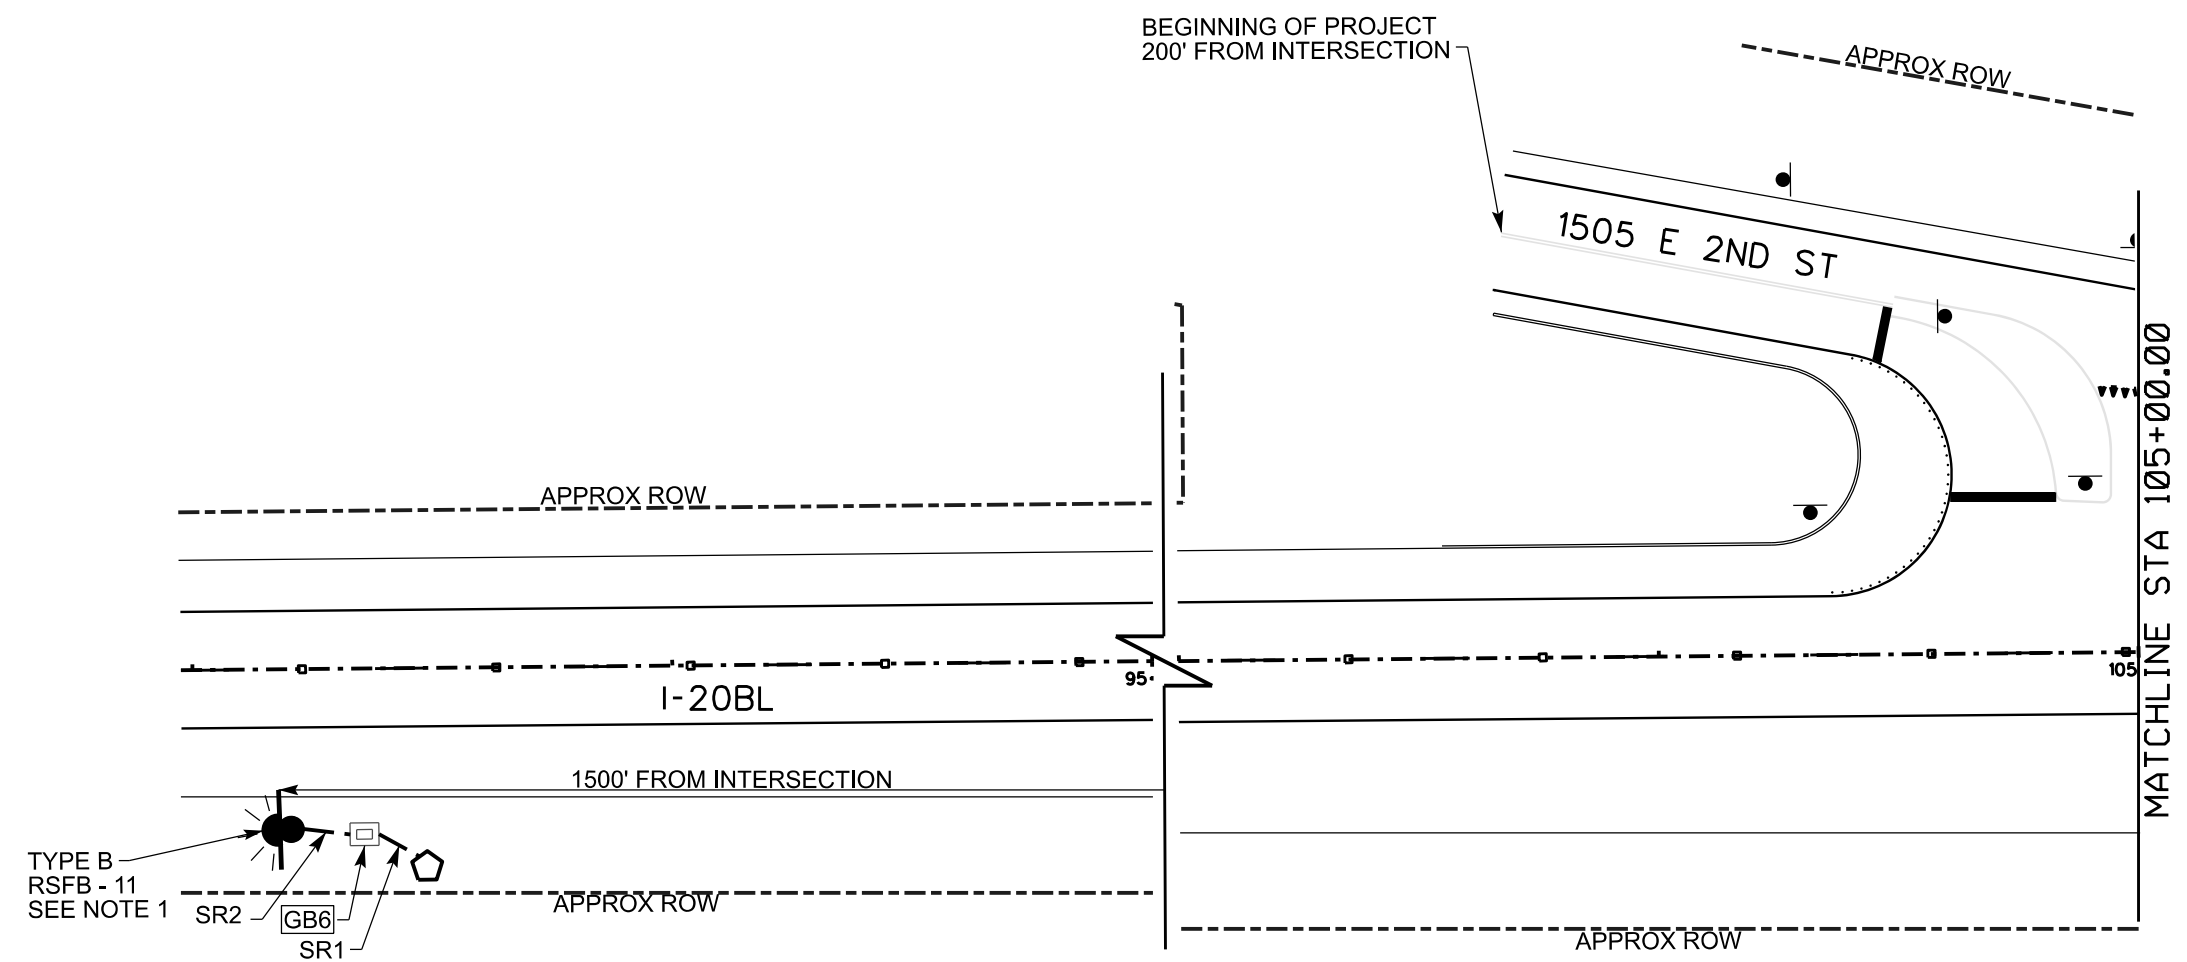 BEGINNING OF PROJECT
200' FROM INTERSECTION
APPROX ROW
1505 E 2ND ST
MATCHLINE STA 105+00.00
APPROX ROW
95
105
I-20BL
1500' FROM INTERSECTION
TYPE B
RSFB - 11
SEE NOTE 1
SR2
GB6
SR1
APPROX ROW
APPROX ROW